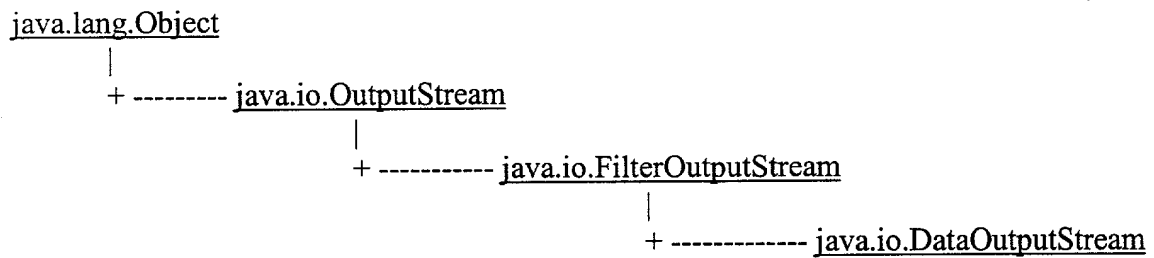 java.lang.Object
|
+ --------- java.io.OutputStream
|
+ ----------- java.io.FilterOutputStream
|
+ ------------- java.io.DataOutputStream